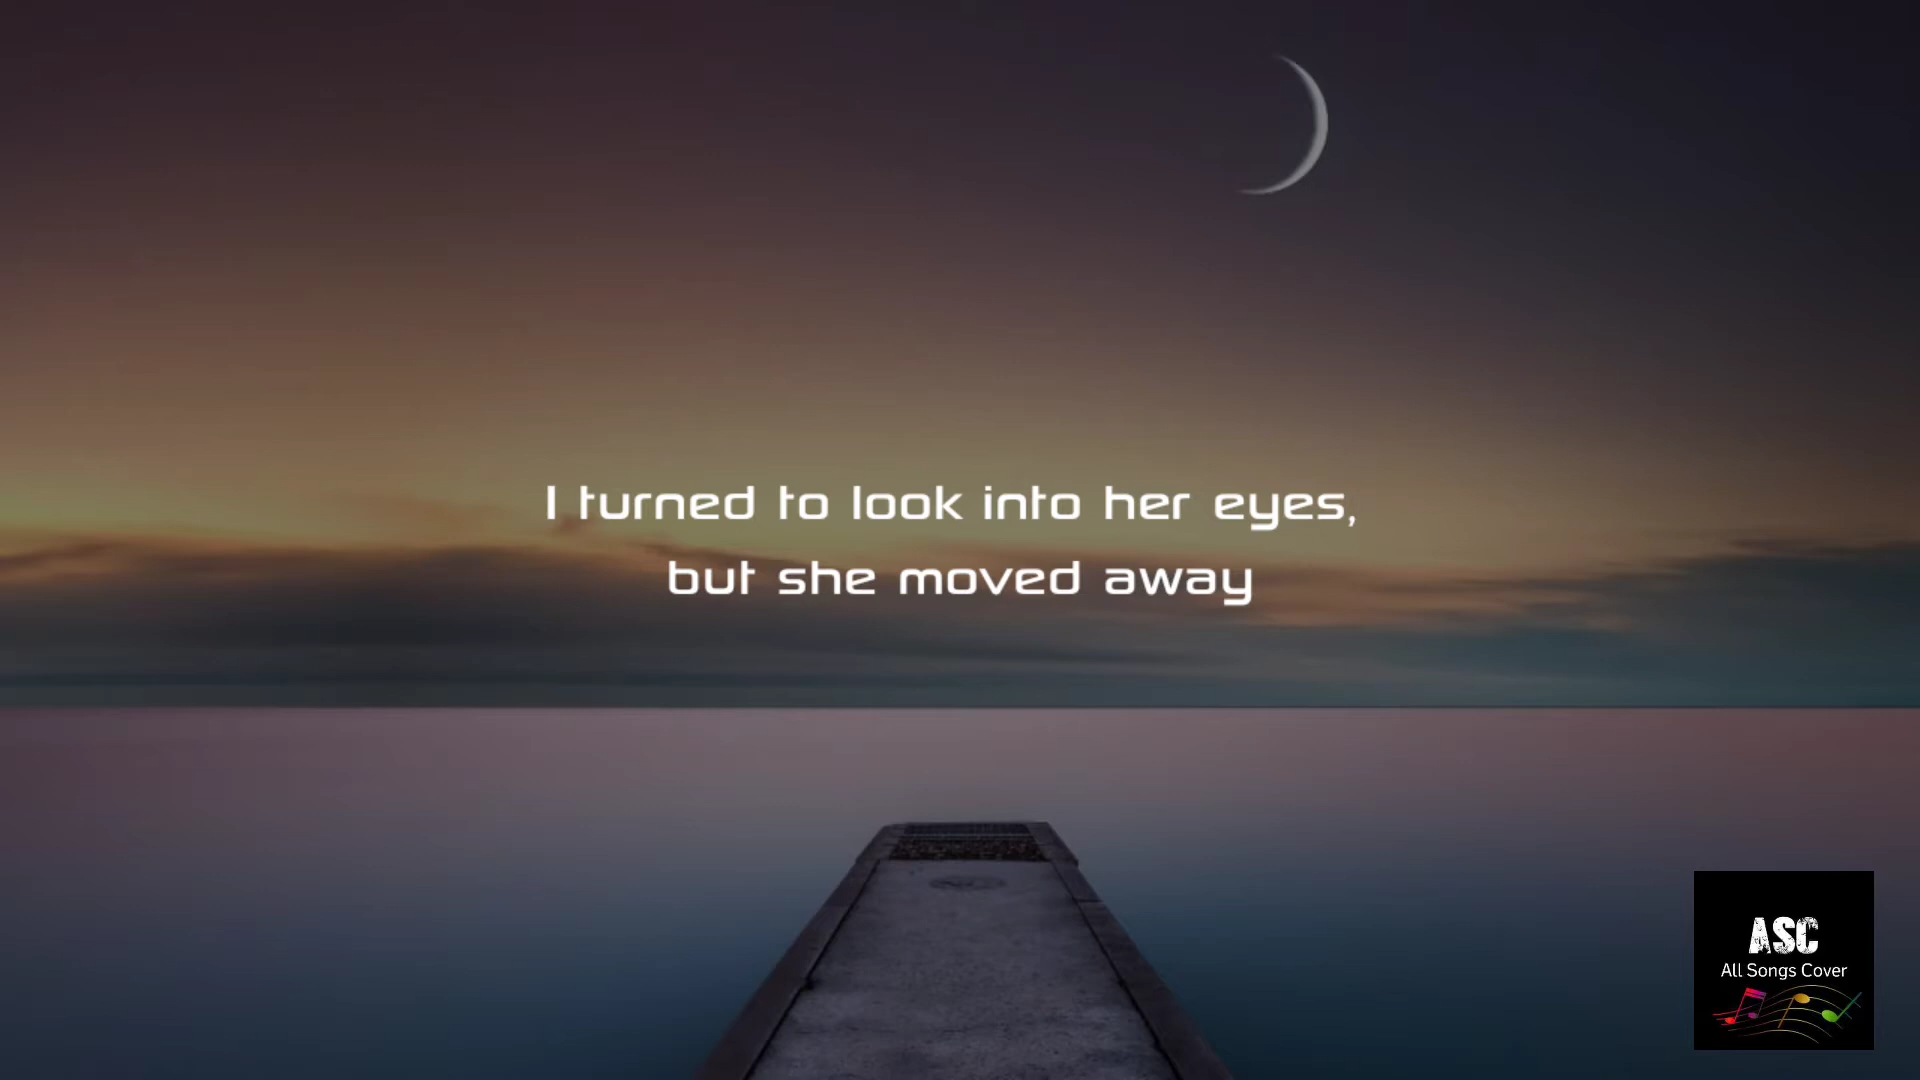 I turned to look into her eyes,
but she moved away
ASC
All Songs Cover